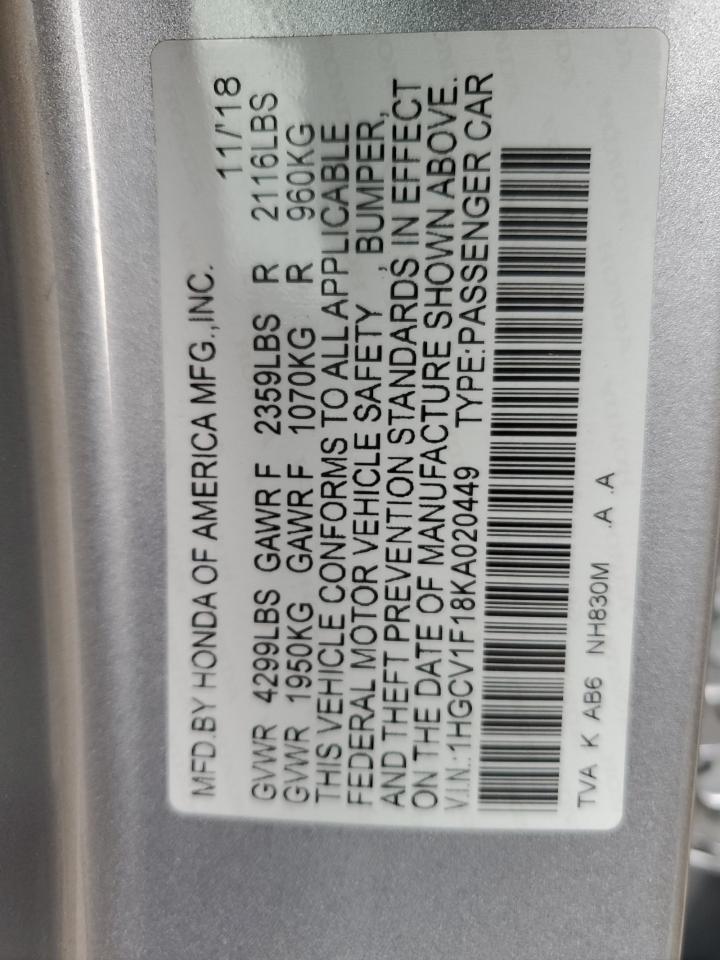 MFD.BY HONDA OF AMERICA MFG.,INC. 11/'18
GVWR 4299LBS GAWR F 2359LBS R 2116LBS
GVWR 1950KG GAWR F 1070KG R 960KG
THIS VEHICLE CONFORMS TO ALL APPLICABLE
FEDERAL MOTOR VEHICLE SAFETY , BUMPER,
AND THEFT PREVENTION STANDARDS IN EFFECT
ON THE DATE OF MANUFACTURE SHOWN ABOVE.
V.I.N.:1HGCV1F18KA020449 TYPE:PASSENGER CAR
TVA K AB6 NH830M .A .A